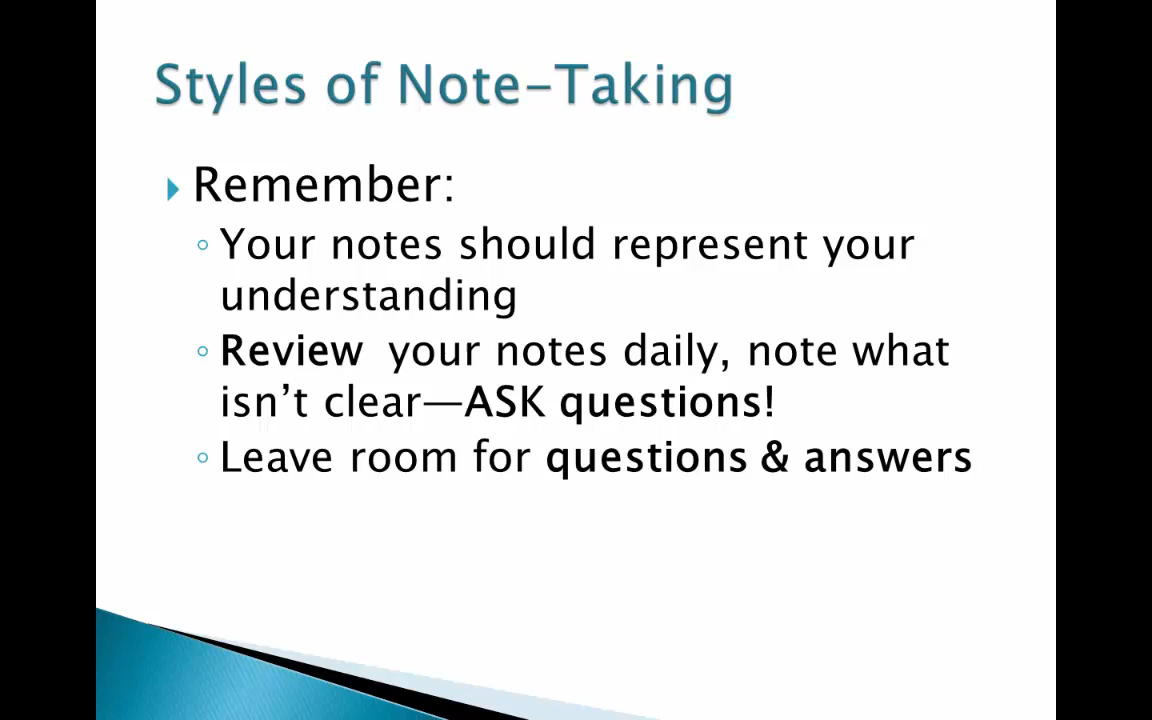 Styles of Note-Taking
Remember:
Your notes should represent your
understanding
Review your notes daily, note what
isn’t clear—ASK questions!
Leave room for questions & answers